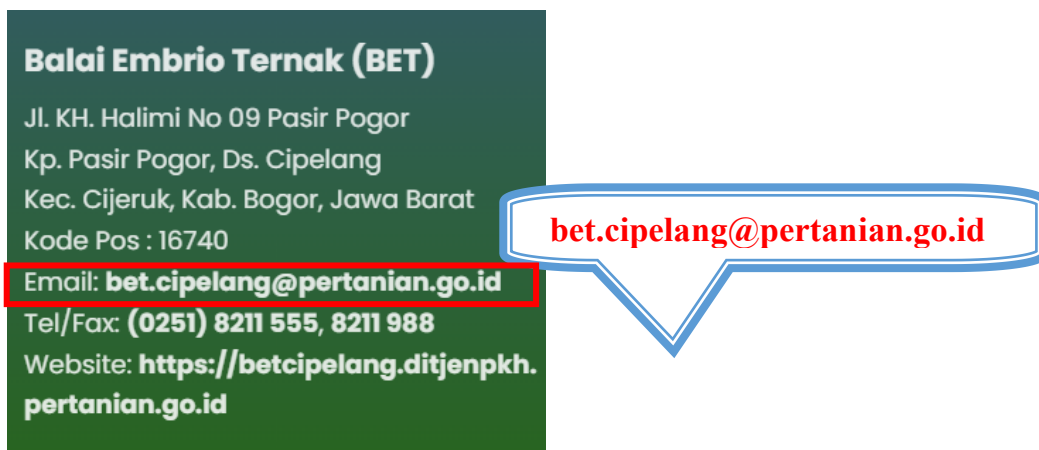 Balai Embrio Ternak (BET)
Jl. KH. Halimi No 09 Pasir Pogor
Kp. Pasir Pogor, Ds. Cipelang
Kec. Cijeruk, Kab. Bogor, Jawa Barat
Kode Pos : 16740
Email: bet.cipelang@pertanian.go.id
Tel/Fax: (0251) 8211 555, 8211 988
Website: https://betcipelang.ditjenpkh.
pertanian.go.id
bet.cipelang@pertanian.go.id